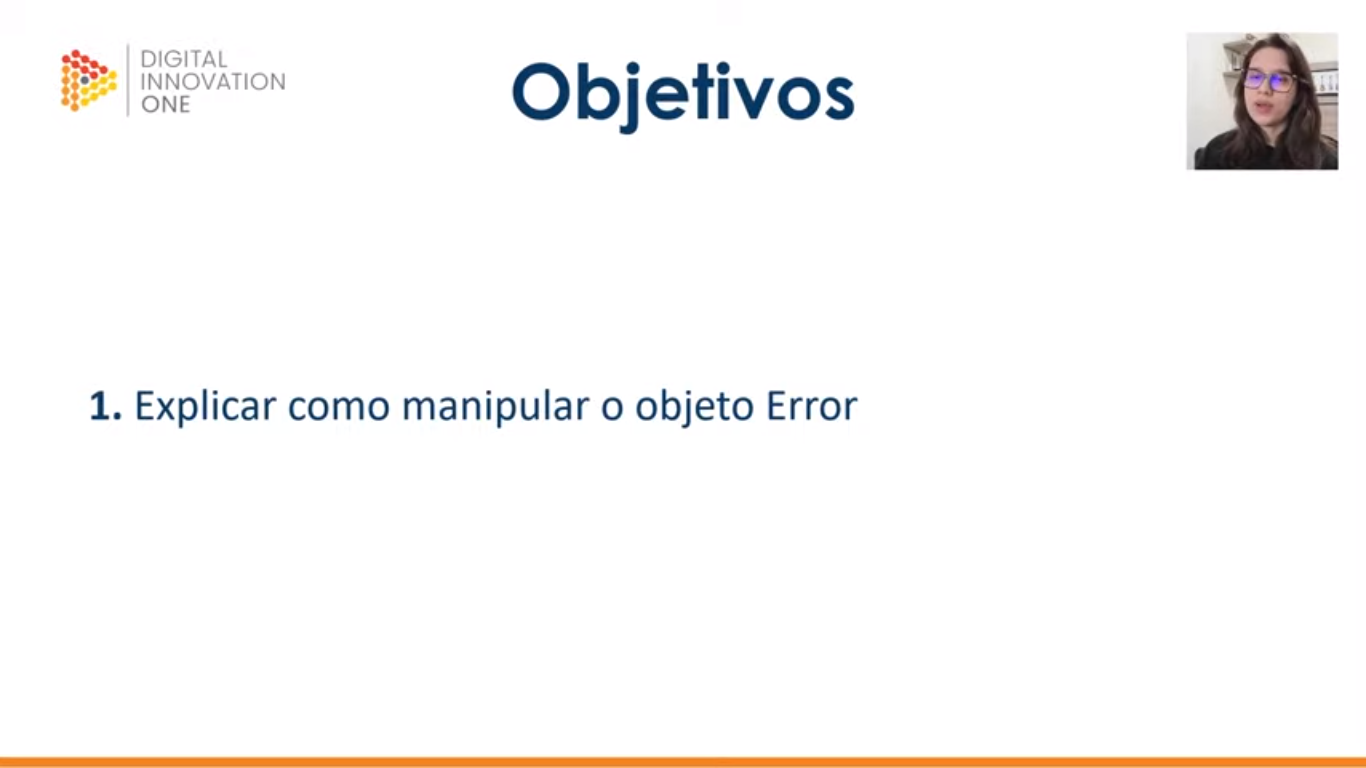 DIGITAL
INNOVATION
ONE
Objetivos
1. Explicar como manipular o objeto Error